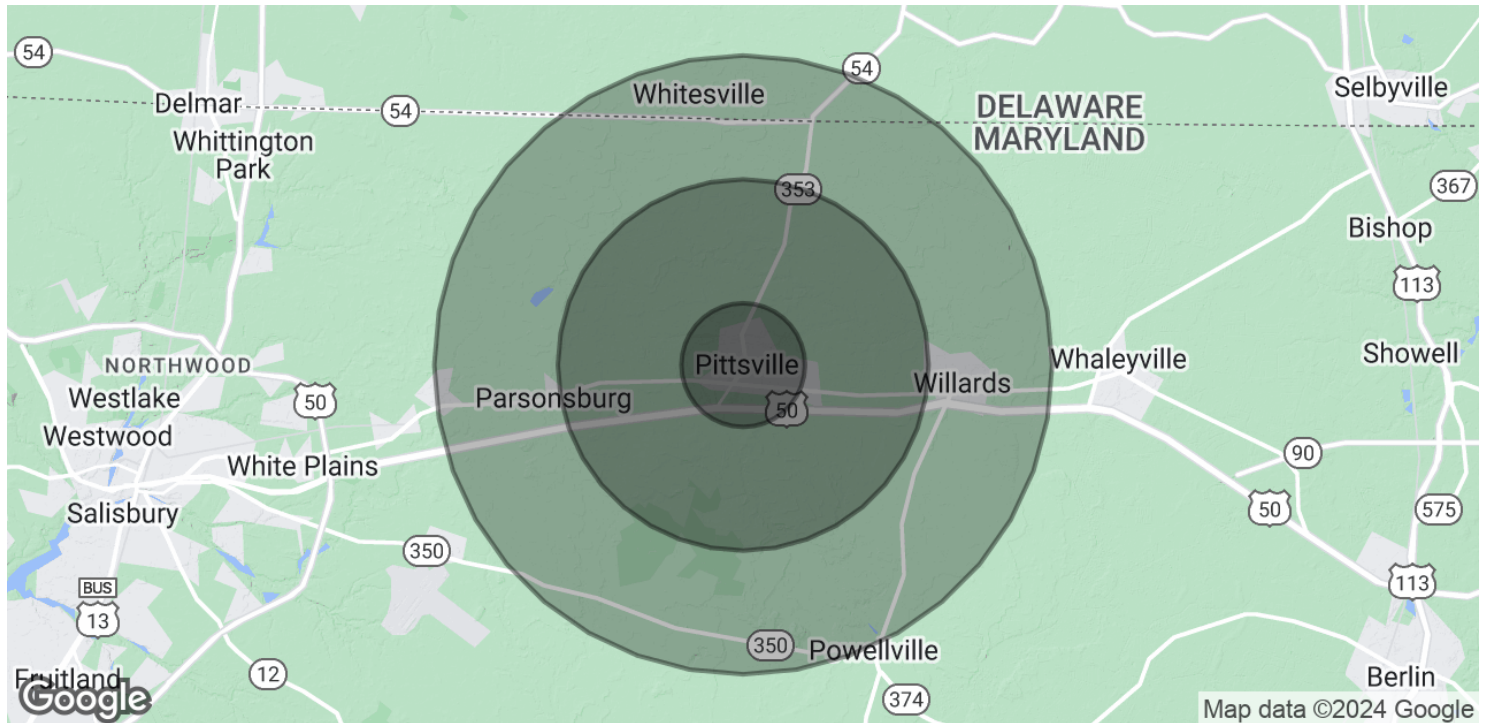 54
54
Whitesville
Selbyville
Delmar
54
DELAWARE
MARYLAND
Whittington
Park
353
367
Bishop
113
NORTHWOOD
Pittsville
Whaleyville
Showell
Westlake
50
Parsonsburg
Willards
50
Westwood
White Plains
90
Salisbury
50
575
350
BUS
13
113
350
Powellville
Fruitland
12
374
Berlin
Google
Map data ©2024 Google